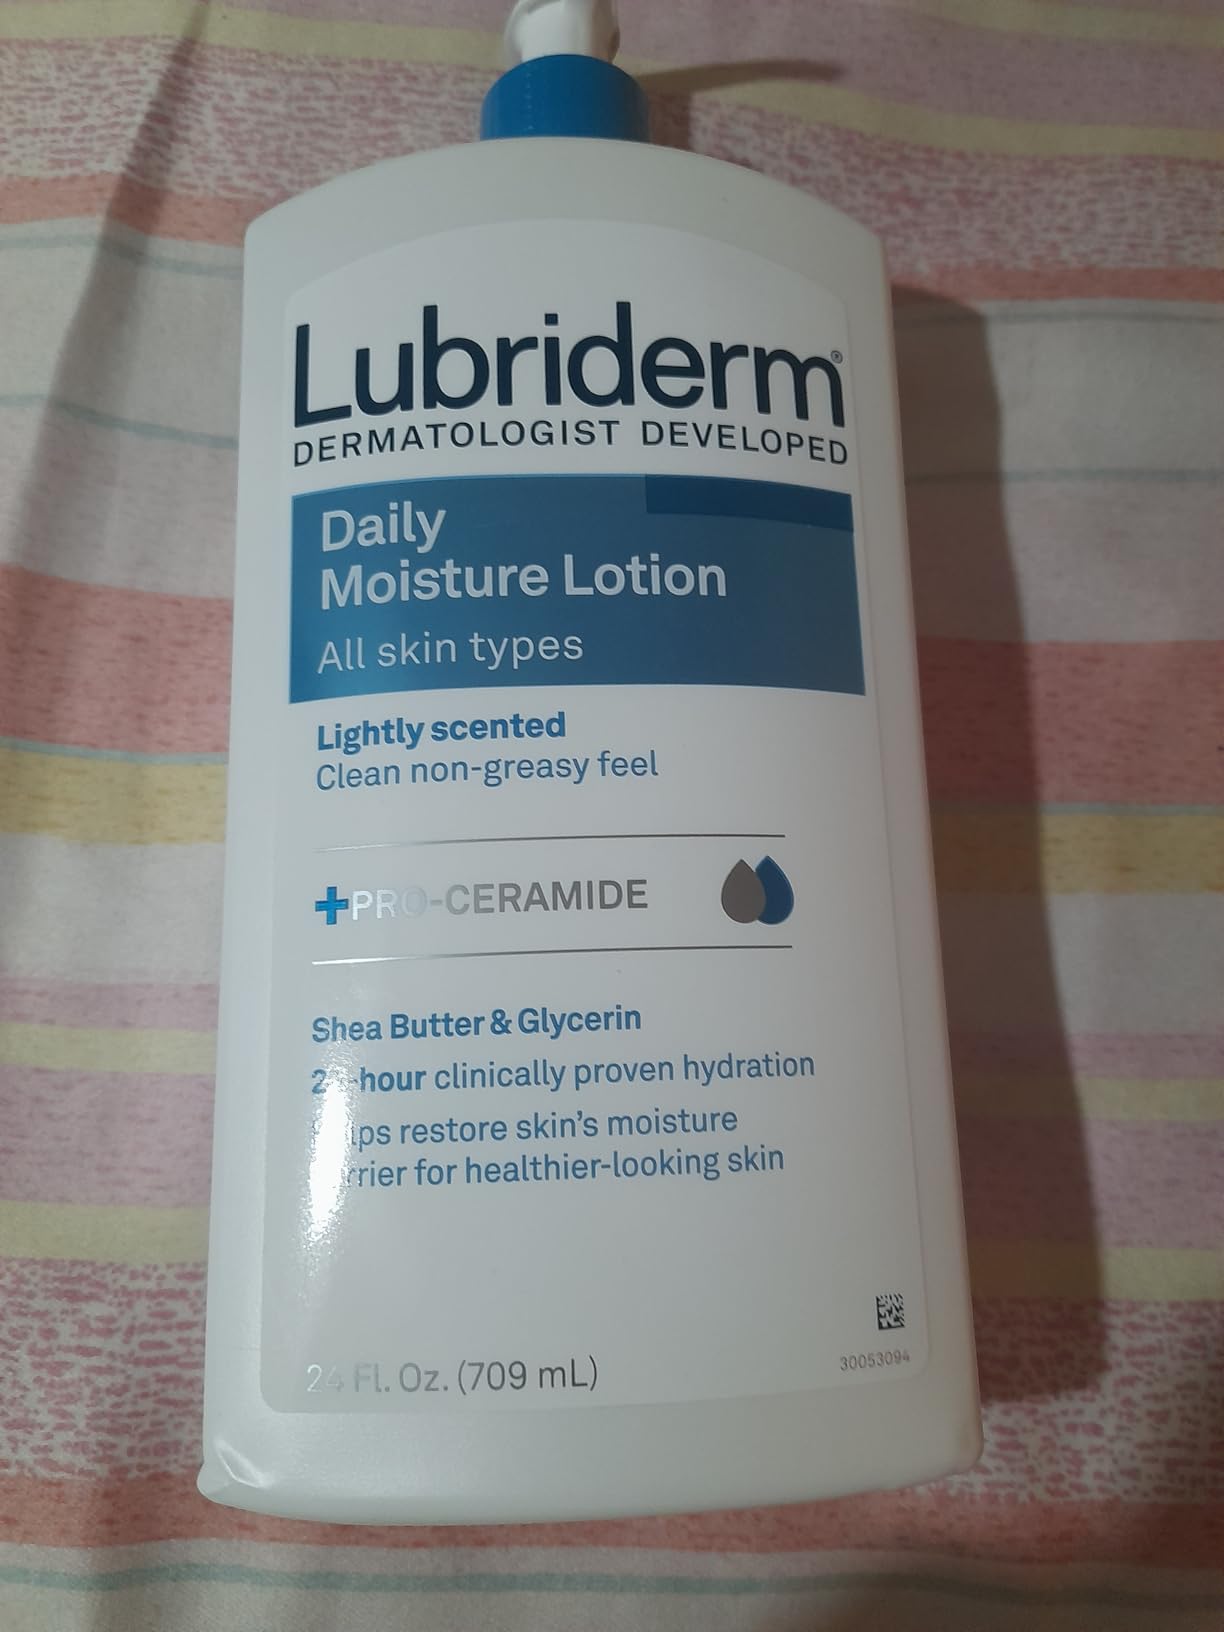 Lubriderm®
DERMATOLOGIST DEVELOPED
Daily
Moisture Lotion
All skin types
Lightly scented
Clean non-greasy feel
+PRO-CERAMIDE
Shea Butter & Glycerin
clinically proven hydration
restore skin's moisture
for healthier-looking skin
30053094
24 Fl. Oz. (709 mL)